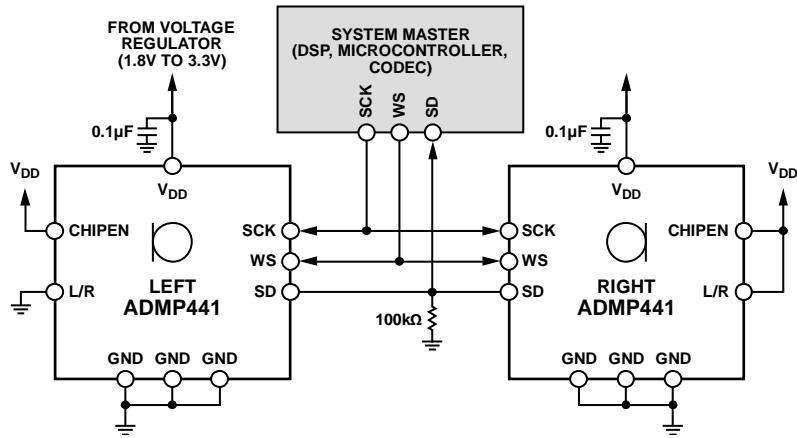 FROM VOLTAGE
REGULATOR
(1.8V TO 3.3V)
SYSTEM MASTER
(DSP, MICROCONTROLLER,
CODEC)
SCK
WS
SD
0.1µF
0.1µF
VDD
VDD
VDD
VDD
CHIPEN
SCK
SCK
CHIPEN
WS
WS
L/R
LEFT
ADMP441
SD
SD
RIGHT
ADMP441
L/R
100kΩ
GND
GND
GND
GND
GND
GND